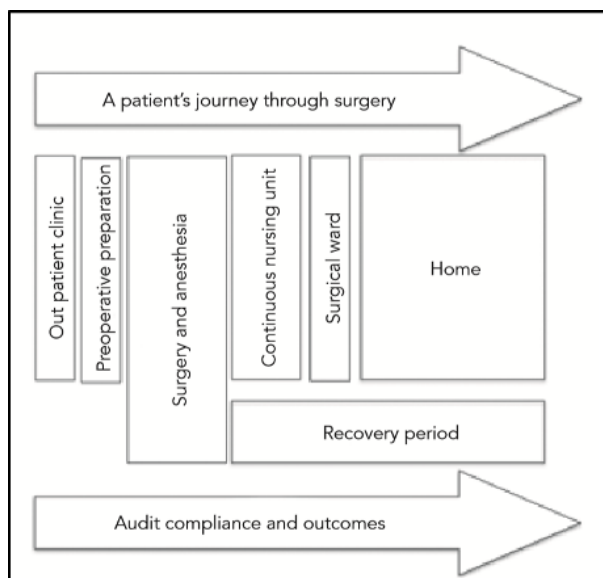 A patient's journey through surgery
Out patient clinic
Preoperative preparation
Surgery and anesthesia
Continuous nursing unit
Surgical ward
Home
Recovery period
Audit compliance and outcomes